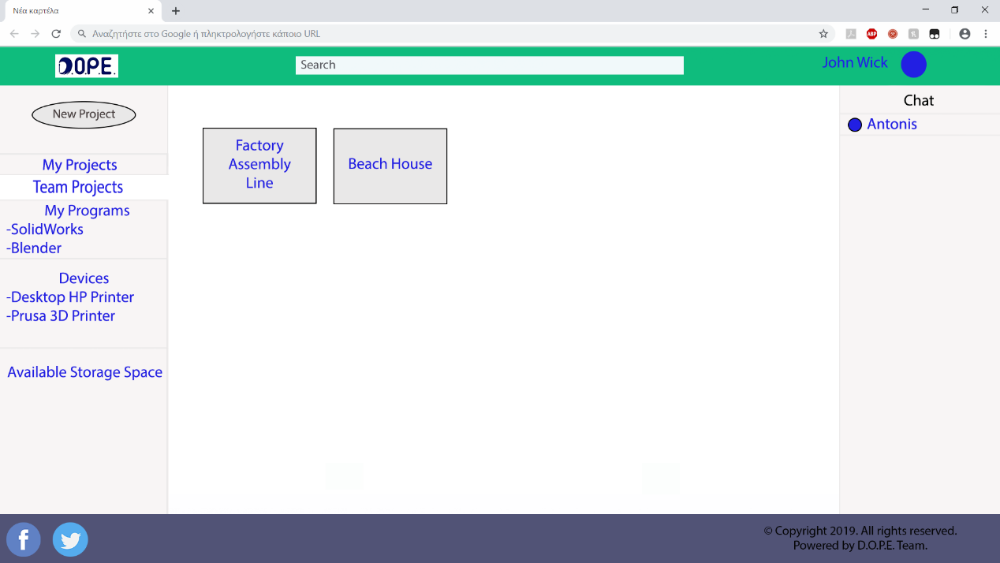 Νέα καρτέλα
Αναζητήστε στο Google ή πληκτρολογήστε κάποιο URL
ABP
D.O.P.E.
Search
John Wick
New Project
My Projects
Team Projects
My Programs
-SolidWorks
-Blender
Devices
-Desktop HP Printer
-Prusa 3D Printer
Available Storage Space
Factory
Assembly
Line
Beach House
Chat
Antonis
© Copyright 2019. All rights reserved.
Powered by D.O.P.E. Team.